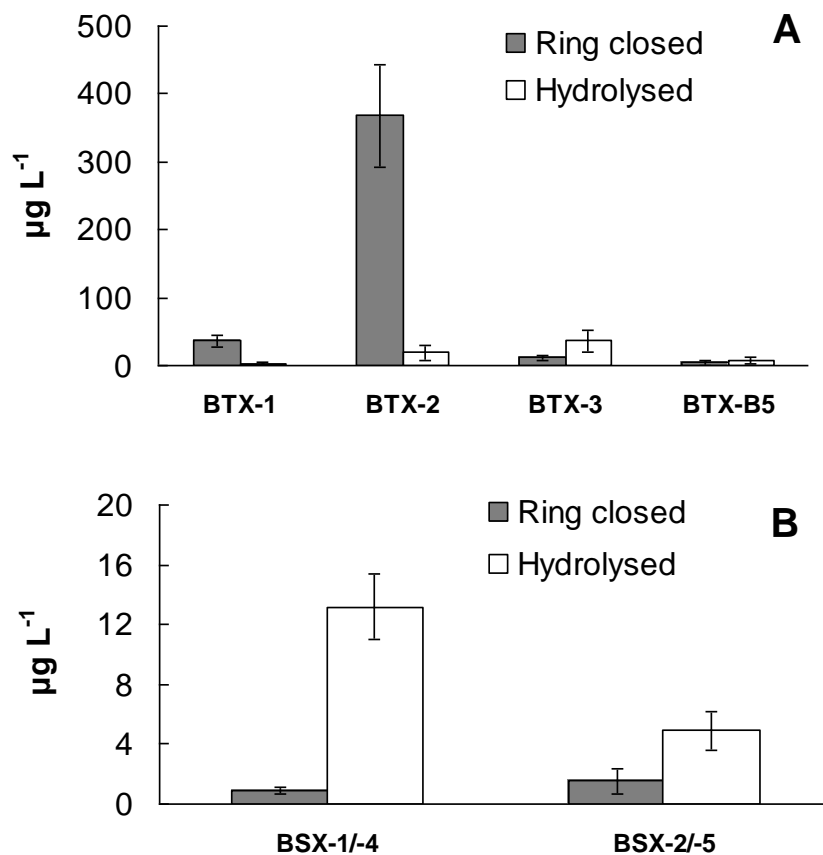 A
500
400
300
200
100
0
µg L⁻¹
Ring closed
Hydrolysed
BTX-1 BTX-2 BTX-3 BTX-B5
B
20
16
12
8
4
0
µg L⁻¹
Ring closed
Hydrolysed
BSX-1/-4 BSX-2/-5